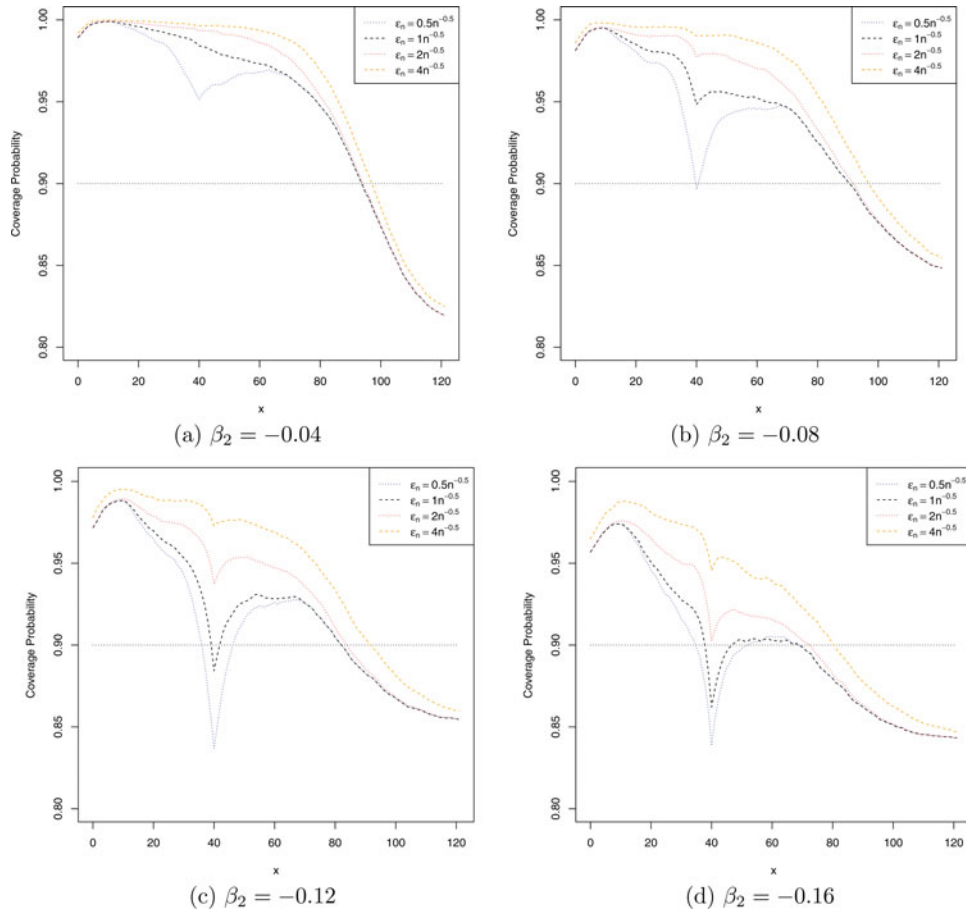 1.00
0.95
0.90
0.85
0.80
Coverage Probability
εₙ = 0.5n⁻⁰·⁵
εₙ = 1n⁻⁰·⁵
εₙ = 2n⁻⁰·⁵
εₙ = 4n⁻⁰·⁵
0 20 40 60 80 100 120
x
(a) β₂ = −0.04
1.00
0.95
0.90
0.85
0.80
Coverage Probability
εₙ = 0.5n⁻⁰·⁵
εₙ = 1n⁻⁰·⁵
εₙ = 2n⁻⁰·⁵
εₙ = 4n⁻⁰·⁵
0 20 40 60 80 100 120
x
(b) β₂ = −0.08
1.00
0.95
0.90
0.85
0.80
Coverage Probability
εₙ = 0.5n⁻⁰·⁵
εₙ = 1n⁻⁰·⁵
εₙ = 2n⁻⁰·⁵
εₙ = 4n⁻⁰·⁵
0 20 40 60 80 100 120
x
(c) β₂ = −0.12
1.00
0.95
0.90
0.85
0.80
Coverage Probability
εₙ = 0.5n⁻⁰·⁵
εₙ = 1n⁻⁰·⁵
εₙ = 2n⁻⁰·⁵
εₙ = 4n⁻⁰·⁵
0 20 40 60 80 100 120
x
(d) β₂ = −0.16